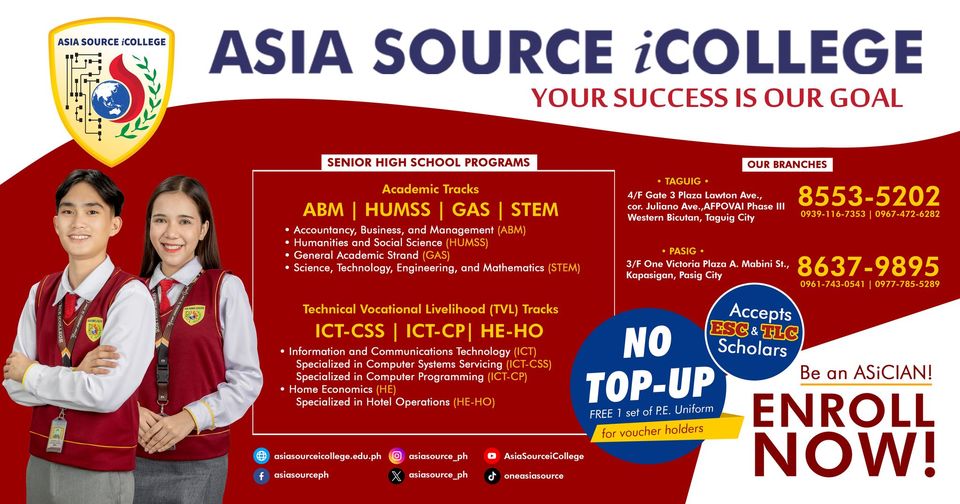 ASIA SOURCE iCOLLEGE
ASIA SOURCE iCOLLEGE
YOUR SUCCESS IS OUR GOAL
SENIOR HIGH SCHOOL PROGRAMS
Academic Tracks
ABM | HUMSS | GAS | STEM
• Accountancy, Business, and Management (ABM)
• Humanities and Social Science (HUMSS)
• General Academic Strand (GAS)
• Science, Technology, Engineering, and Mathematics (STEM)
Technical Vocational Livelihood (TVL) Tracks
ICT-CSS | ICT-CP| HE-HO
• Information and Communications Technology (ICT)
Specialized in Computer Systems Servicing (ICT-CSS)
Specialized in Computer Programming (ICT-CP)
• Home Economics (HE)
Specialized in Hotel Operations (HE-HO)
OUR BRANCHES
• TAGUIG •
4/F Gate 3 Plaza Lawton Ave.,
cor. Juliano Ave.,AFPOVAI Phase III
Western Bicutan, Taguig City
8553-5202
0939-116-7353 | 0967-472-6282
• PASIG •
3/F One Victoria Plaza A. Mabini St.,
Kapasigan, Pasig City
8637-9895
0961-743-0541 | 0977-785-5289
Accepts
ESC & TLC
Scholars
NO
TOP-UP
FREE 1 set of P.E. Uniform
for voucher holders
Be an ASiCIAN!
ENROLL
NOW!
asiasourceicollege.edu.ph
asiasource_ph
AsiaSourceiCollege
asiasourceph
asiasource_ph
oneasiasource